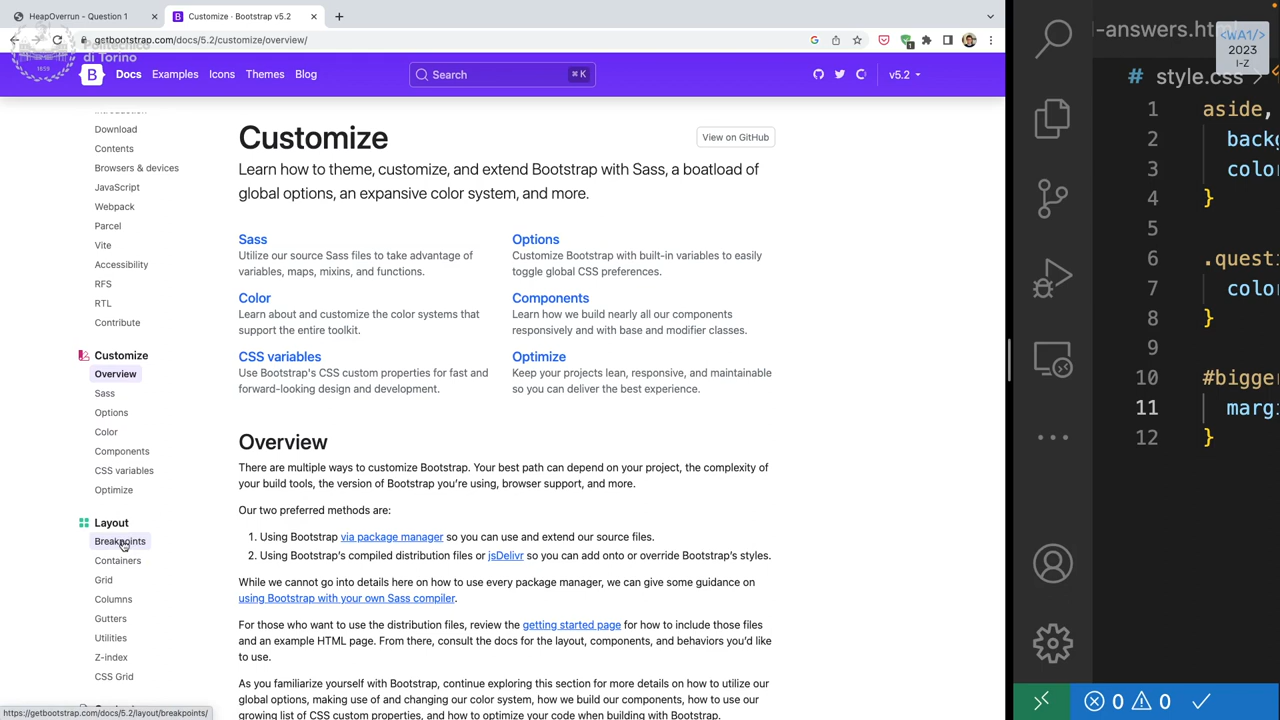 HeapOverrun - Question 1
Customize · Bootstrap v5.2
getbootstrap.com/docs/5.2/customize/overview/
Politecnico
di Torino
Docs
Examples
Icons
Themes
Blog
Search
⌘K
v5.2
Download
Contents
Browsers & devices
JavaScript
Webpack
Parcel
Vite
Accessibility
RFS
RTL
Contribute
Customize
Overview
Sass
Options
Color
Components
CSS variables
Optimize
Layout
Breakpoints
Containers
Grid
Columns
Gutters
Utilities
Z-index
CSS Grid
https://getbootstrap.com/docs/5.2/layout/breakpoints/
Customize
View on GitHub
Learn how to theme, customize, and extend Bootstrap with Sass, a boatload of
global options, an expansive color system, and more.
Sass
Utilize our source Sass files to take advantage of
variables, maps, mixins, and functions.
Options
Customize Bootstrap with built-in variables to easily
toggle global CSS preferences.
Color
Learn about and customize the color systems that
support the entire toolkit.
Components
Learn how we build nearly all our components
responsively and with base and modifier classes.
CSS variables
Use Bootstrap's CSS custom properties for fast and
forward-looking design and development.
Optimize
Keep your projects lean, responsive, and maintainable
so you can deliver the best experience.
Overview
There are multiple ways to customize Bootstrap. Your best path can depend on your project, the complexity of
your build tools, the version of Bootstrap you're using, browser support, and more.
Our two preferred methods are:
1. Using Bootstrap via package manager so you can use and extend our source files.
2. Using Bootstrap's compiled distribution files or jsDelivr so you can add onto or override Bootstrap's styles.
While we cannot go into details here on how to use every package manager, we can give some guidance on
using Bootstrap with your own Sass compiler.
For those who want to use the distribution files, review the getting started page for how to include those files
and an example HTML page. From there, consult the docs for the layout, components, and behaviors you'd like
to use.
As you familiarize yourself with Bootstrap, continue exploring this section for more details on how to utilize our
global options, making use of and changing our color system, how we build our components, how to use our
growing list of CSS custom properties, and how to optimize your code when building with Bootstrap.
-answers.html
<WA1/>
2023
I-Z
# style.css
1 aside,
2 backg
3 color
4 }
5
6 .questi
7 color
8 }
9
10 #bigger
11 margi
12 }
0
0